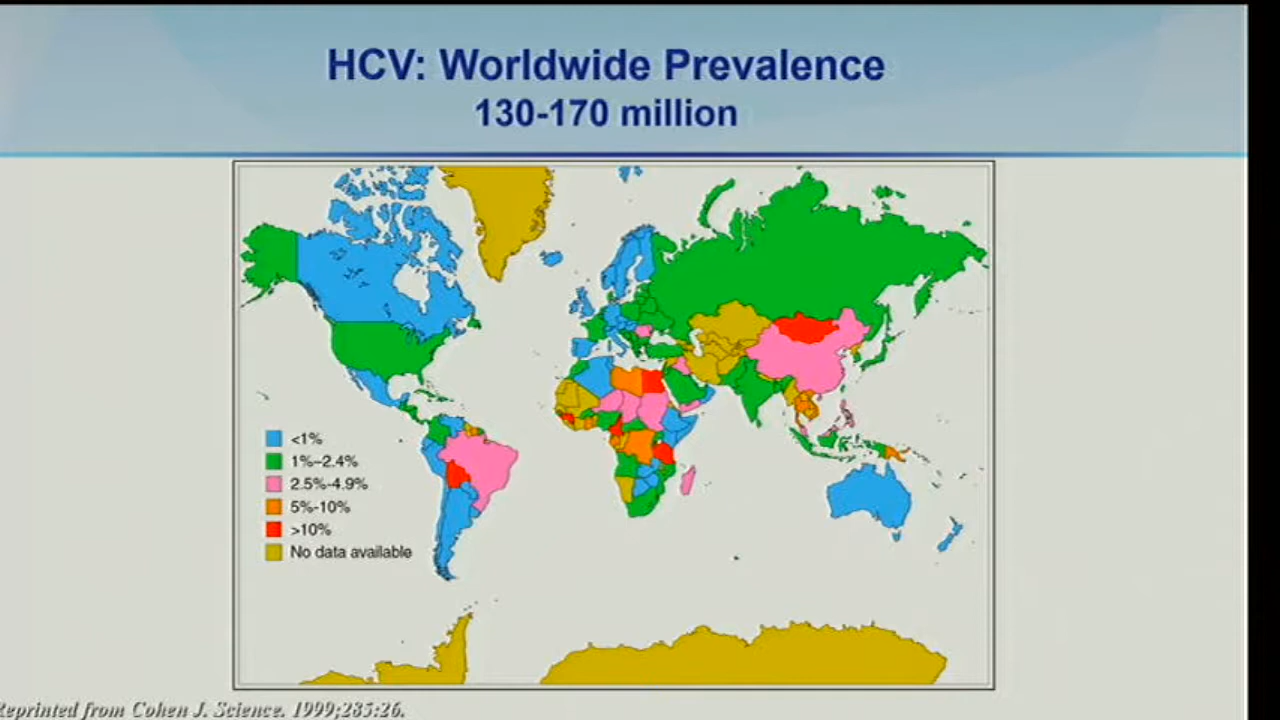 HCV: Worldwide Prevalence
130-170 million
<1%
1%–2.4%
2.5%-4.9%
5%-10%
>10%
No data available
Reprinted from Cohen J. Science. 1999;285:26.